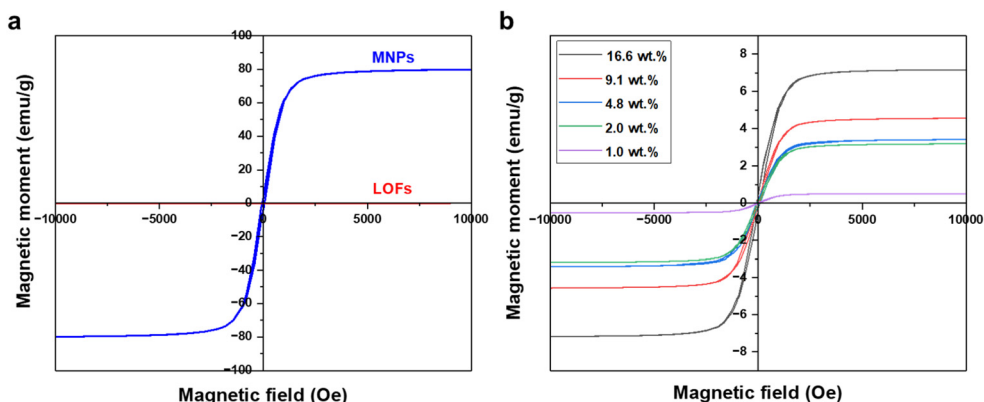 a
100
80
60
40
20
0
−20
−40
−60
−80
−100
−10000
−5000
0
5000
10000
MNPs
LOFs
Magnetic moment (emu/g)
Magnetic field (Oe)
b
16.6 wt.%
9.1 wt.%
4.8 wt.%
2.0 wt.%
1.0 wt.%
8
6
4
2
0
−2
−4
−6
−8
−10000
−5000
0
5000
10000
Magnetic moment (emu/g)
Magnetic field (Oe)